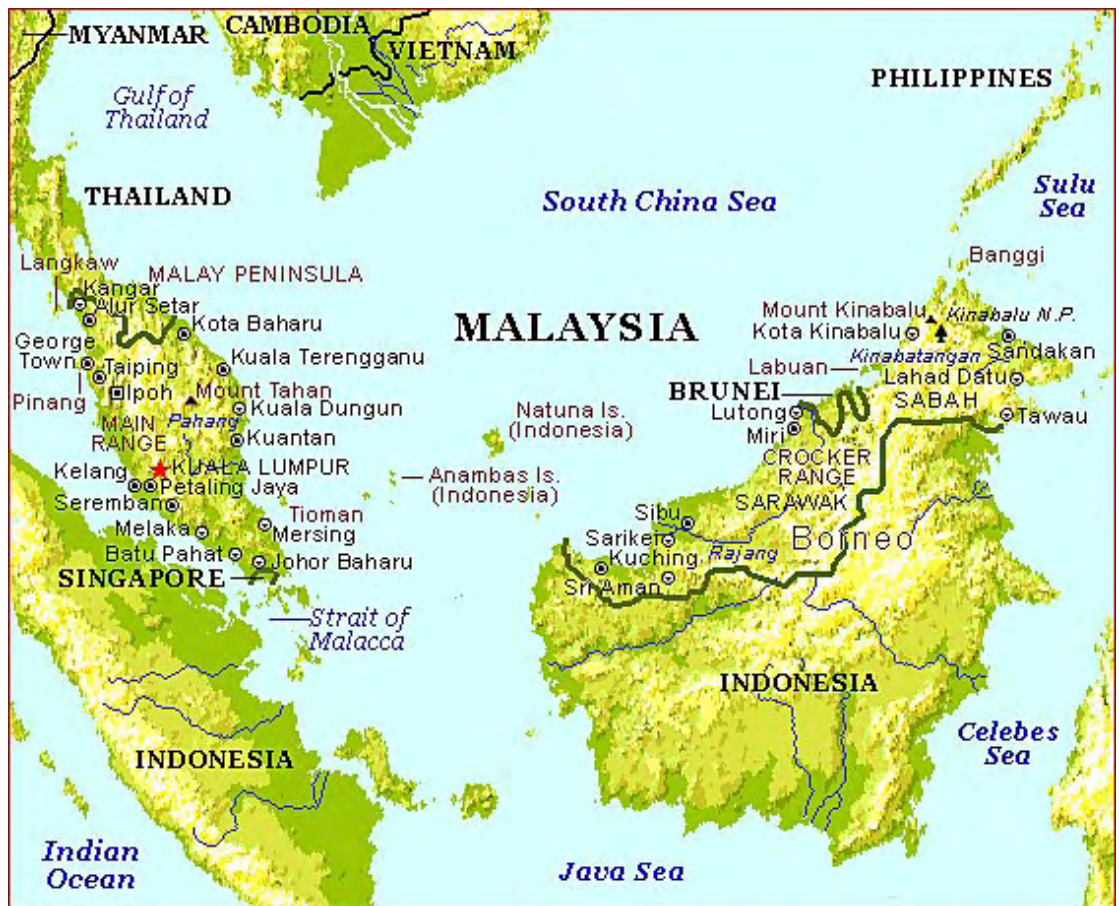 MYANMAR
CAMBODIA
VIETNAM
PHILIPPINES
Gulf of
Thailand
THAILAND
South China Sea
Sulu
Sea
Banggi
Langkaw
MALAY PENINSULA
Kangar
Alur Setar
Kota Baharu
George
Town
Taiping
Kuala Terengganu
Pinang
Ipoh
Mount Tahan
Kuala Dungun
MAIN
RANGE
Pahang
Kuantan
Kelang
KUALA LUMPUR
Petaling Jaya
Seremban
Melaka
Tioman
Mersing
Batu Pahat
Johor Baharu
SINGAPORE
Strait of
Malacca
MALAYSIA
Natuna Is.
(Indonesia)
Anambas Is.
(Indonesia)
Mount Kinabalu
Kinabalu N.P.
Kota Kinabalu
Sandakan
Kinabatangan
Labuan
Lahad Datu
BRUNEI
SABAH
Lutong
Tawau
Miri
CROCKER
RANGE
SARAWAK
Sibu
Sarikei
Borneo
Kuching
Rajang
Sri Aman
INDONESIA
INDONESIA
Celebes
Sea
Indian
Ocean
Java Sea